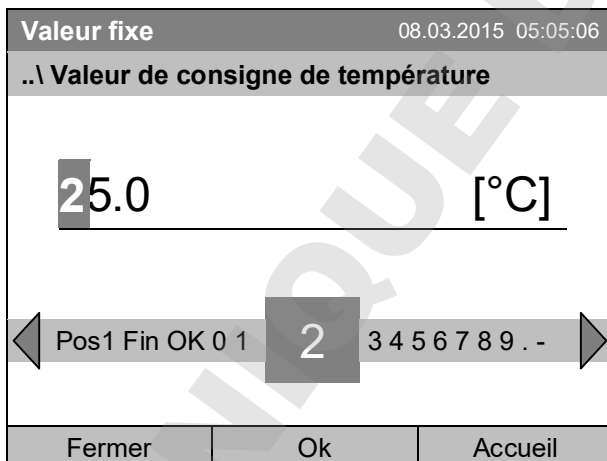 Valeur fixe 08.03.2015 05:05:06
..\ Valeur de consigne de température
25.0 [°C]
Pos1 Fin OK 0 1 2 3 4 5 6 7 8 9 . -
Fermer Ok Accueil